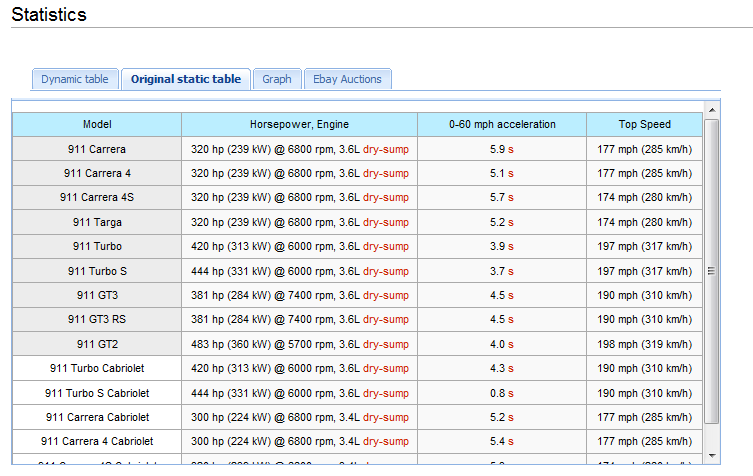 Statistics
Dynamic table Original static table Graph Ebay Auctions
Model Horsepower, Engine 0-60 mph acceleration Top Speed
911 Carrera 320 hp (239 kW) @ 6800 rpm, 3.6L dry-sump 5.9 s 177 mph (285 km/h)
911 Carrera 4 320 hp (239 kW) @ 6800 rpm, 3.6L dry-sump 5.1 s 177 mph (285 km/h)
911 Carrera 4S 320 hp (239 kW) @ 6800 rpm, 3.6L dry-sump 5.7 s 174 mph (280 km/h)
911 Targa 320 hp (239 kW) @ 6800 rpm, 3.6L dry-sump 5.2 s 174 mph (280 km/h)
911 Turbo 420 hp (313 kW) @ 6000 rpm, 3.6L dry-sump 3.9 s 197 mph (317 km/h)
911 Turbo S 444 hp (331 kW) @ 6000 rpm, 3.6L dry-sump 3.7 s 197 mph (317 km/h)
911 GT3 381 hp (284 kW) @ 7400 rpm, 3.6L dry-sump 4.5 s 190 mph (310 km/h)
911 GT3 RS 381 hp (284 kW) @ 7400 rpm, 3.6L dry-sump 4.5 s 190 mph (310 km/h)
911 GT2 483 hp (360 kW) @ 5700 rpm, 3.6L dry-sump 4.0 s 198 mph (319 km/h)
911 Turbo Cabriolet 420 hp (313 kW) @ 6000 rpm, 3.6L dry-sump 4.3 s 190 mph (310 km/h)
911 Turbo S Cabriolet 444 hp (331 kW) @ 6000 rpm, 3.6L dry-sump 0.8 s 190 mph (310 km/h)
911 Carrera Cabriolet 300 hp (224 kW) @ 6800 rpm, 3.4L dry-sump 5.2 s 177 mph (285 km/h)
911 Carrera 4 Cabriolet 300 hp (224 kW) @ 6800 rpm, 3.4L dry-sump 5.4 s 177 mph (285 km/h)